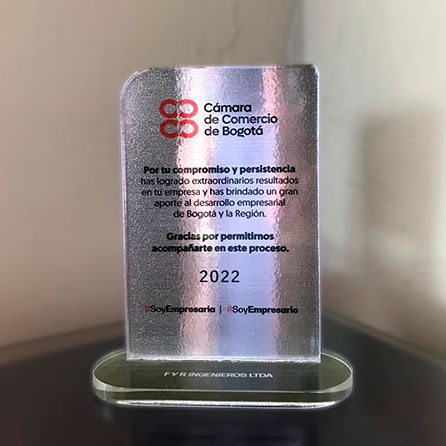 Cámara
de Comercio
de Bogotá
Por tu compromiso y persistencia
has logrado extraordinarios resultados
en tu empresa y has brindado un gran
aporte al desarrollo empresarial
de Bogotá y la Región.
Gracias por permitirnos
acompañarte en este proceso.
2022
#SoyEmpresaria | #SoyEmpresario
F Y R INGENIEROS LTDA